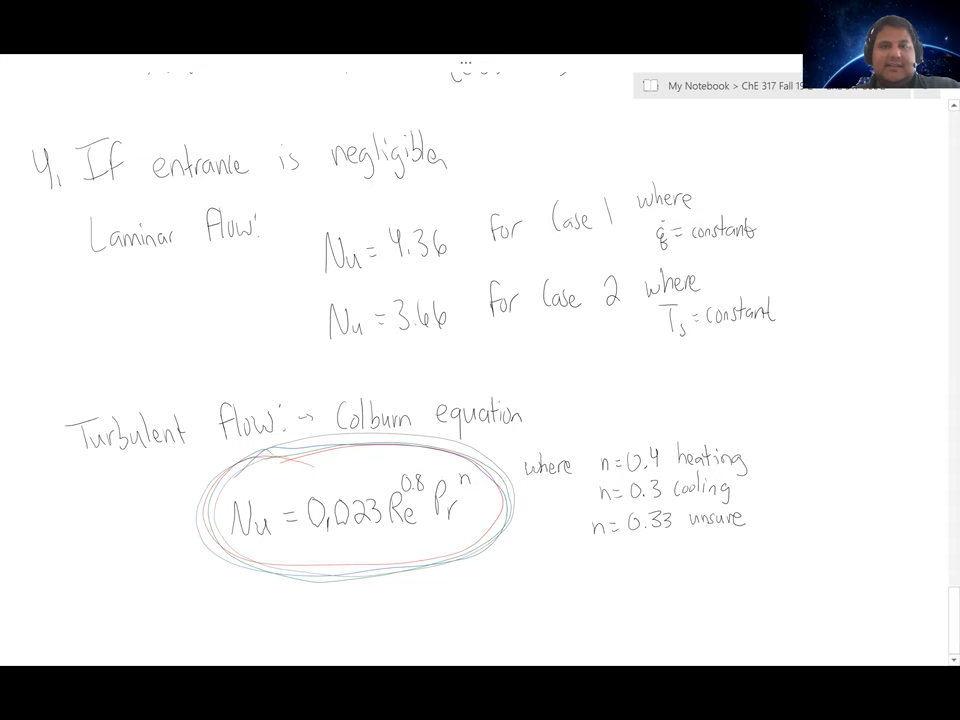 My Notebook > ChE 317 Fall 19
4. If entrance is negligible
Laminar flow:
Nu = 4.36 for Case 1 where q̇ = constant
Nu = 3.66 for Case 2 where Ts = constant
Turbulent flow: → Colburn equation
Nu = 0.023 Re^0.8 Pr^n where n=0.4 heating
n=0.3 cooling
n=0.33 unsure